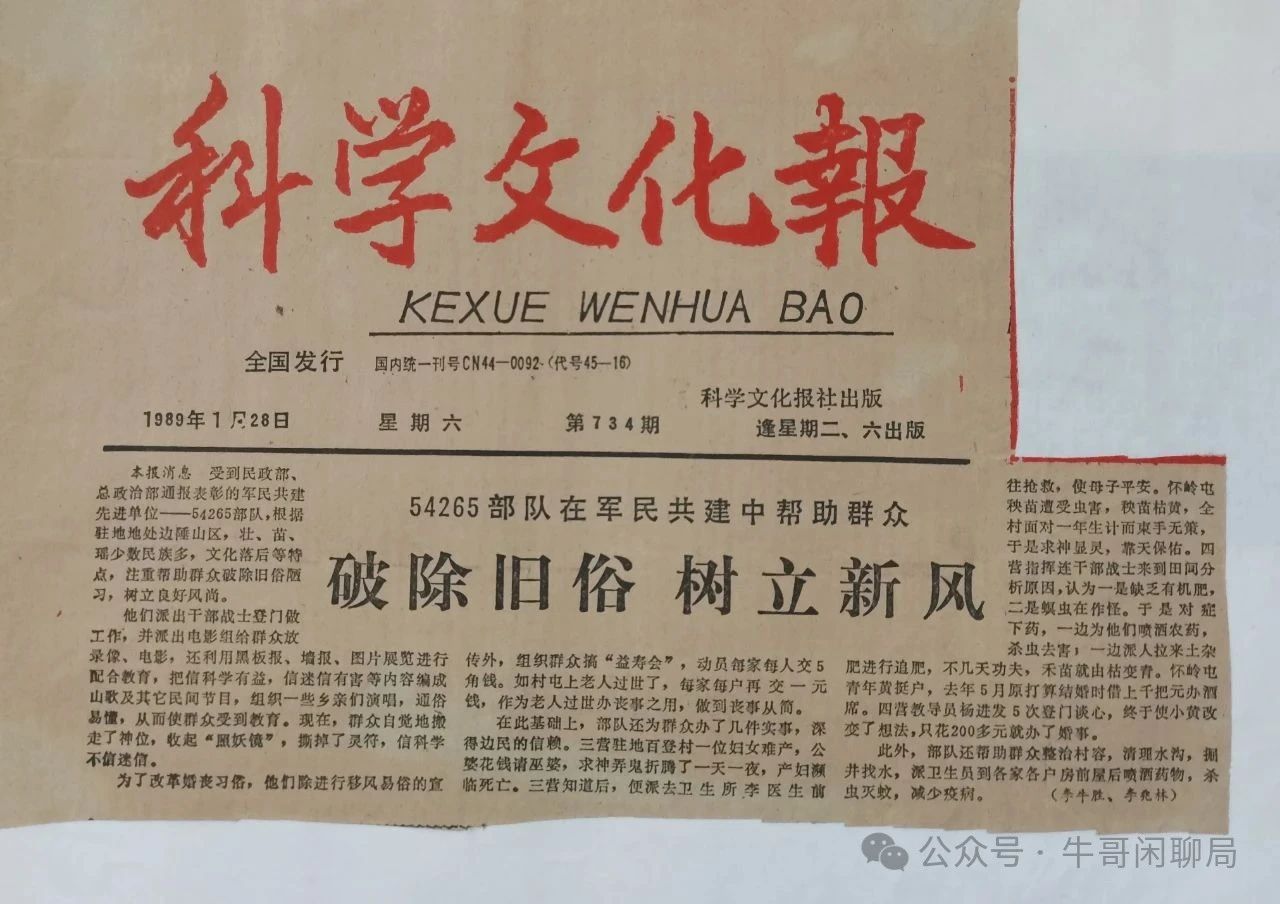 科学文化報
KEXUE WENHUA BAO
全国发行 国内统一刊号CN44—0092·(代号45—16)
科学文化报社出版
1989年1月28日 星期六 第734期 逢星期二、六出版
54265部队在军民共建中帮助群众
破除旧俗 树立新风
本报消息 受到民政部、
总政治部通报表彰的军民共建
先进单位——54265部队,根据
驻地地处边陲山区,壮、苗、
瑶少数民族多,文化落后等特
点,注重帮助群众破除旧俗陋
习,树立良好风尚。
他们派出干部战士登门做
工作,并派出电影组给群众放
录像、电影,还利用黑板报、墙报、图片展览进行
配合教育,把信科学有益,信迷信有害等内容编成
山歌及其它民间节目,组织一些乡亲们演唱,通俗
易懂,从而使群众受到教育。现在,群众自觉地搬
走了神位,收起“照妖镜”,撕掉了灵符,信科学
不信迷信。
为了改革婚丧习俗,他们除进行移风易俗的宣
传外,组织群众搞“益寿会”,动员每家每人交5
角钱。如村屯上老人过世了,每家每户再交一元
钱,作为老人过世办丧事之用,做到丧事从简。
在此基础上,部队还为群众办了几件实事,深
得边民的信赖。三营驻地百登村一位妇女难产,公
婆花钱请巫婆,求神弄鬼折腾了一天一夜,产妇濒
临死亡。三营知道后,便派去卫生所李医生前
往抢救,使母子平安。怀岭屯
秧苗遭受虫害,秧苗枯黄,全
村面对一年生计而束手无策,
于是求神显灵,靠天保佑。四
营指挥连干部战士来到田间分
析原因,认为一是缺乏有机肥,
二是螟虫在作怪。于是对症
下药,一边为他们喷洒农药,
杀虫去害;一边派人拉来土杂
肥进行追肥,不几天功夫,禾苗就由枯变青。怀岭屯
青年黄挺户,去年5月原打算结婚时借上千把元办酒
席。四营教导员杨进发5次登门谈心,终于使小黄改
变了想法,只花200多元就办了婚事。
此外,部队还帮助群众整治村容,清理水沟,掘
井找水,派卫生员到各家各户房前屋后喷洒药物,杀
虫灭蚊,减少疫病。 (李牛胜、李兆林)
公众号·牛哥闲聊局